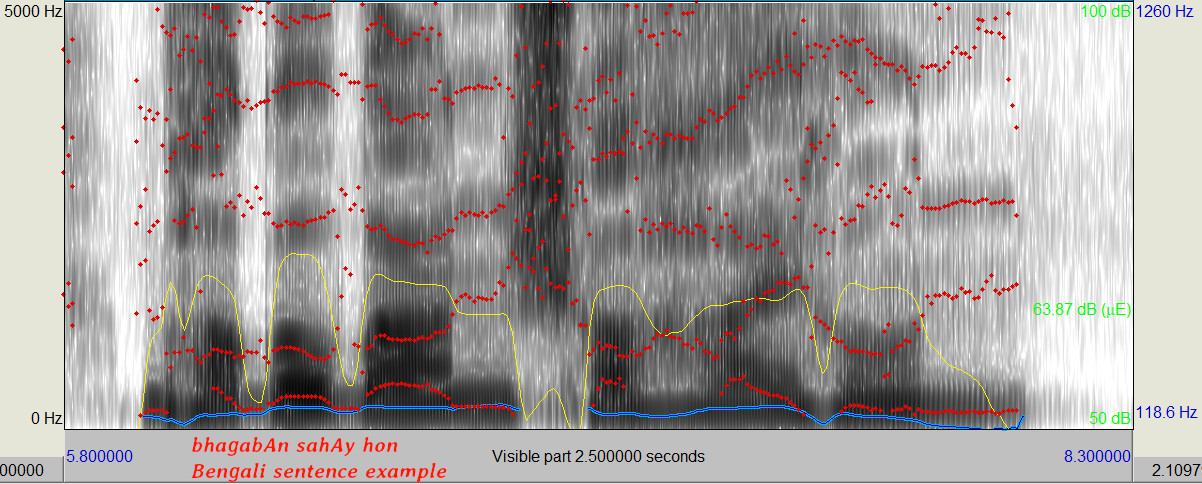 5000 Hz 100 dB 1260 Hz
63.87 dB (µE)
0 Hz 50 dB 118.6 Hz
bhagabAn sahAy hon
5.800000 Visible part 2.500000 seconds 8.300000
Bengali sentence example
00000 2.1097